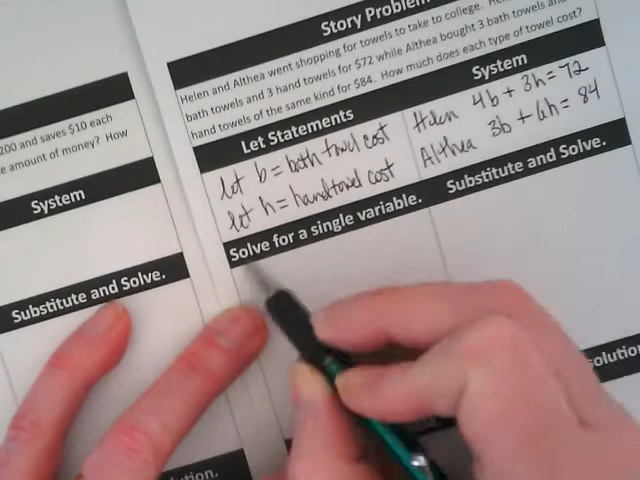 Story Problem
Helen and Althea went shopping for towels to take to college.
bath towels and 3 hand towels for $72 while Althea bought 3 bath towels and
hand towels of the same kind for $84. How much does each type of towel cost?
Let Statements
System
let b = bath towel cost
let h = handtowel cost
Helen 4b + 3h = 72
Althea 3b + 6h = 84
Solve for a single variable.
Substitute and Solve.
200 and saves $10 each
e amount of money? How
System
Substitute and Solve.
olution.
solution